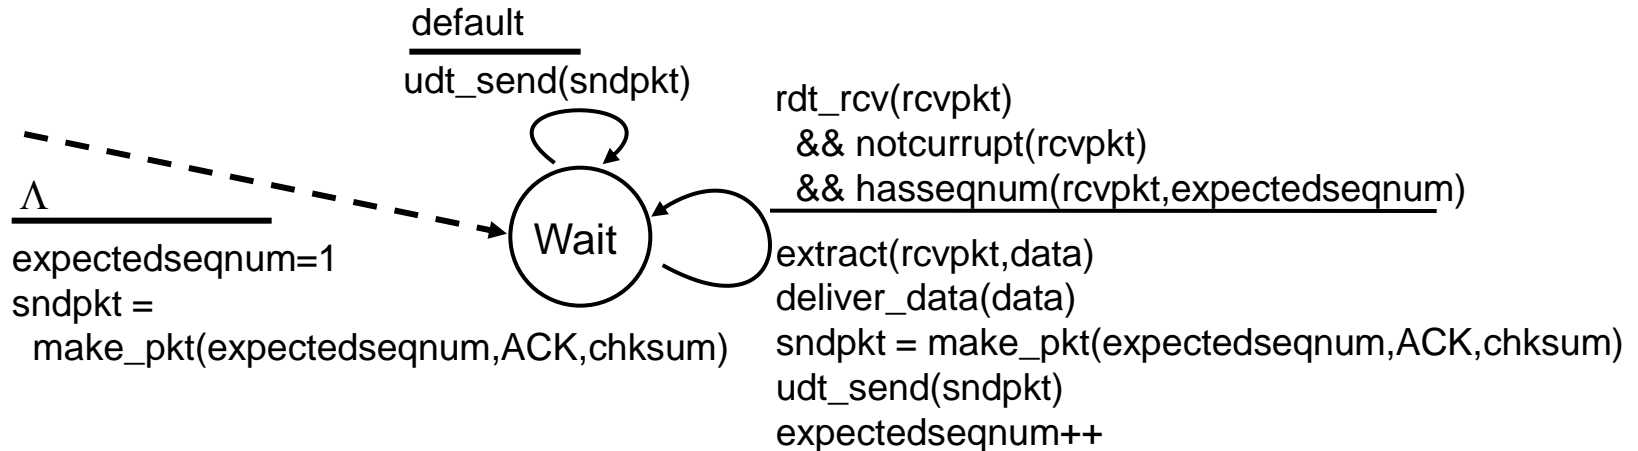 default
udt_send(sndpkt)
rdt_rcv(rcvpkt)
&& notcurrupt(rcvpkt)
&& hasseqnum(rcvpkt,expectedseqnum)
Λ
expectedseqnum=1
sndpkt =
make_pkt(expectedseqnum,ACK,chksum)
Wait
extract(rcvpkt,data)
deliver_data(data)
sndpkt = make_pkt(expectedseqnum,ACK,chksum)
udt_send(sndpkt)
expectedseqnum++